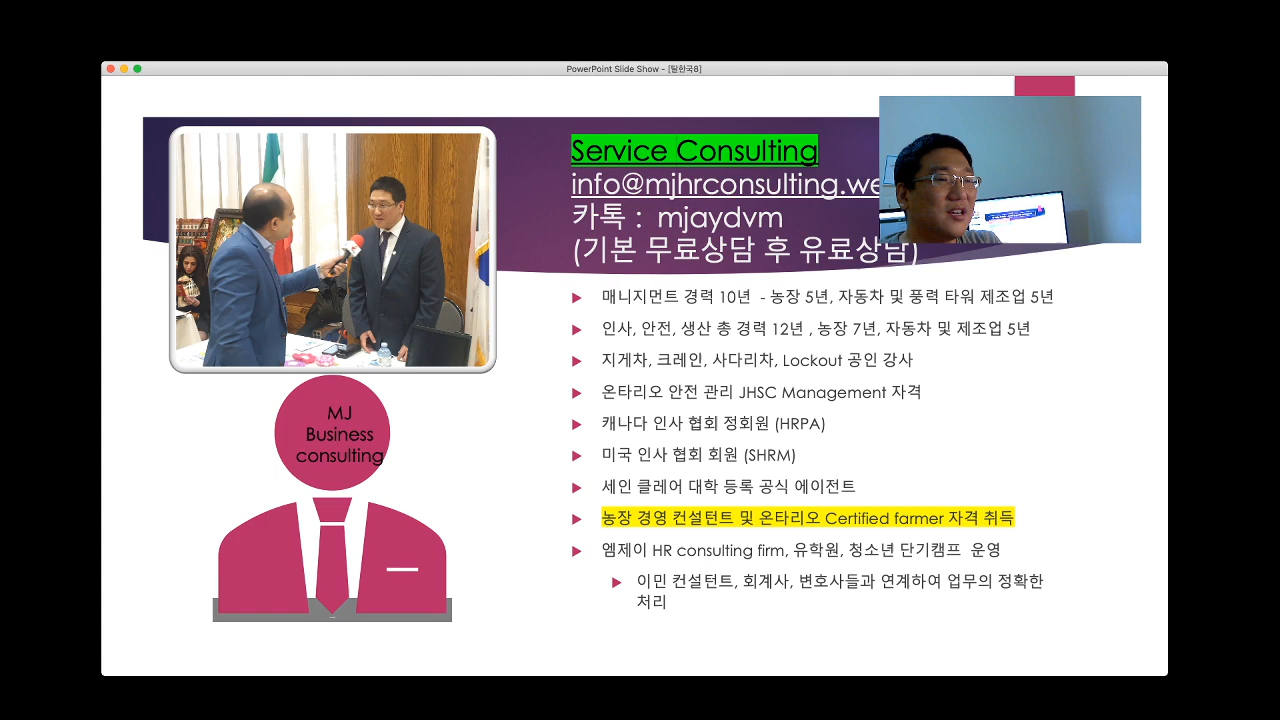 PowerPoint Slide Show - [탈한국8]
Service Consulting
info@mjhrconsulting.we
카톡 : mjaydvm
(기본 무료상담 후 유료상담)
MJ
Business
consulting
매니지먼트 경력 10년 - 농장 5년, 자동차 및 풍력 타워 제조업 5년
인사, 안전, 생산 총 경력 12년 , 농장 7년, 자동차 및 제조업 5년
지게차, 크레인, 사다리차, Lockout 공인 강사
온타리오 안전 관리 JHSC Management 자격
캐나다 인사 협회 정회원 (HRPA)
미국 인사 협회 회원 (SHRM)
세인 클레어 대학 등록 공식 에이전트
농장 경영 컨설턴트 및 온타리오 Certified farmer 자격 취득
엠제이 HR consulting firm, 유학원, 청소년 단기캠프 운영
이민 컨설턴트, 회계사, 변호사들과 연계하여 업무의 정확한
처리